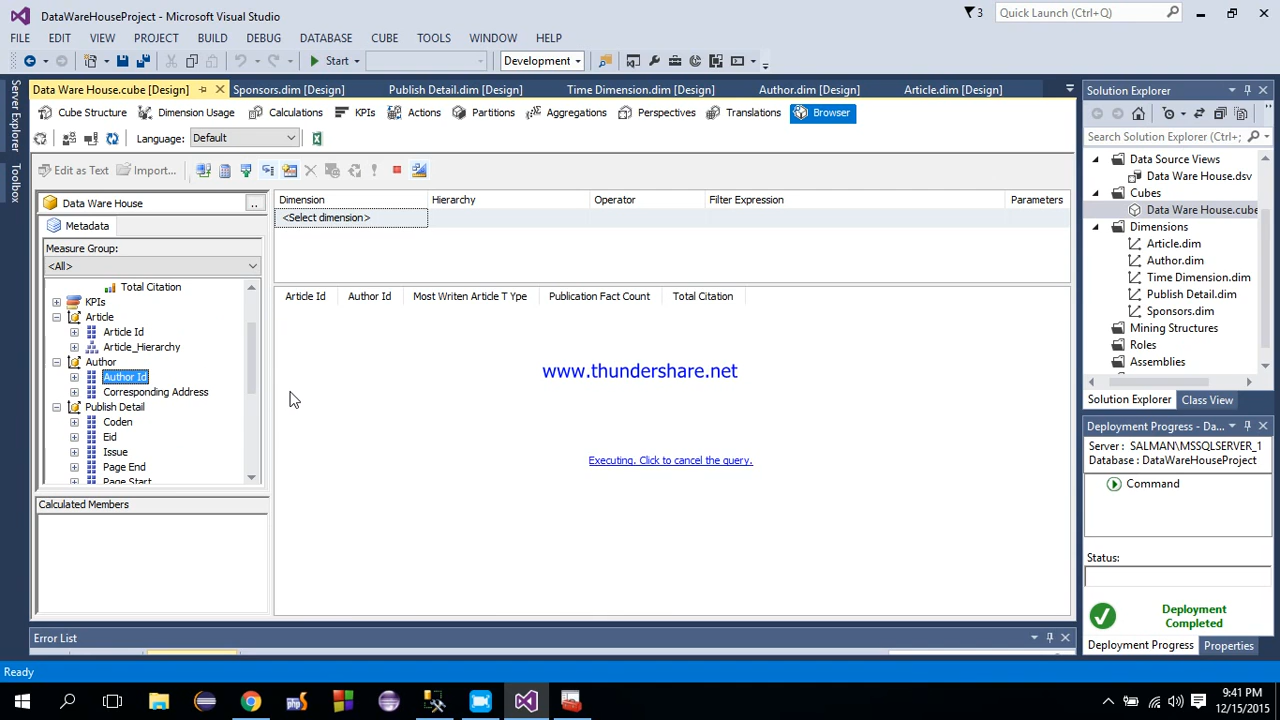 DataWareHouseProject - Microsoft Visual Studio
3
Quick Launch (Ctrl+Q)
FILE EDIT VIEW PROJECT BUILD DEBUG DATABASE CUBE TOOLS WINDOW HELP
Start
Development
Server Explorer
Toolbox
Data Ware House.cube [Design]
Sponsors.dim [Design]
Publish Detail.dim [Design]
Time Dimension.dim [Design]
Author.dim [Design]
Article.dim [Design]
Cube Structure
Dimension Usage
Calculations
KPIs
Actions
Partitions
Aggregations
Perspectives
Translations
Browser
Language: Default
Edit as Text
Import...
Data Ware House
..
Metadata
Measure Group:
<All>
Total Citation
KPIs
Article
Article Id
Article_Hierarchy
Author
Author Id
Corresponding Address
Publish Detail
Coden
Eid
Issue
Page End
Page Start
Calculated Members
Dimension Hierarchy Operator Filter Expression Parameters
<Select dimension>
Article Id Author Id Most Writen Article T Ype Publication Fact Count Total Citation
www.thundershare.net
Executing. Click to cancel the query.
Error List
Solution Explorer
Search Solution Explorer (Ctrl+;
Data Source Views
Data Ware House.dsv
Cubes
Data Ware House.cube
Dimensions
Article.dim
Author.dim
Time Dimension.dim
Publish Detail.dim
Sponsors.dim
Mining Structures
Roles
Assemblies
Solution Explorer Class View
Deployment Progress - Da...
Server : SALMAN\MSSQLSERVER_1
Database : DataWareHouseProject
Command
Status:
Deployment
Completed
Deployment Progress Properties
Ready
php
9:41 PM
12/15/2015